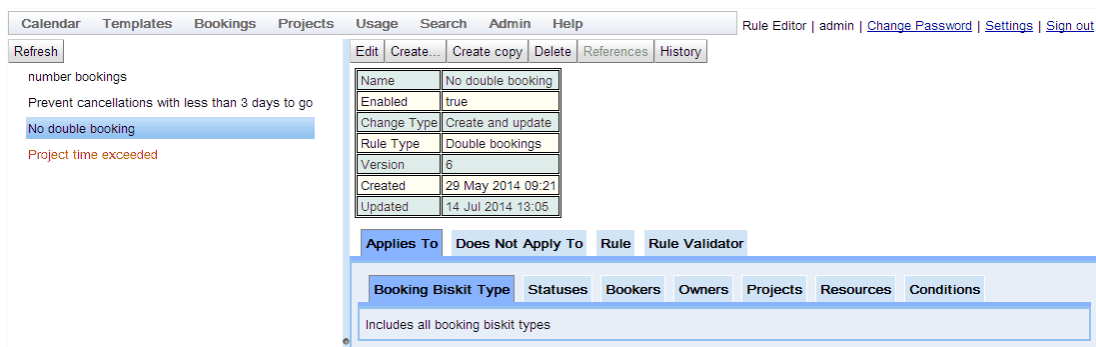 Calendar Templates Bookings Projects Usage Search Admin Help
Rule Editor | admin | Change Password | Settings | Sign out
Refresh
number bookings
Prevent cancellations with less than 3 days to go
No double booking
Project time exceeded
Edit Create... Create copy Delete References History
Name No double booking
Enabled true
Change Type Create and update
Rule Type Double bookings
Version 6
Created 29 May 2014 09:21
Updated 14 Jul 2014 13:05
Applies To Does Not Apply To Rule Rule Validator
Booking Biskit Type Statuses Bookers Owners Projects Resources Conditions
Includes all booking biskit types